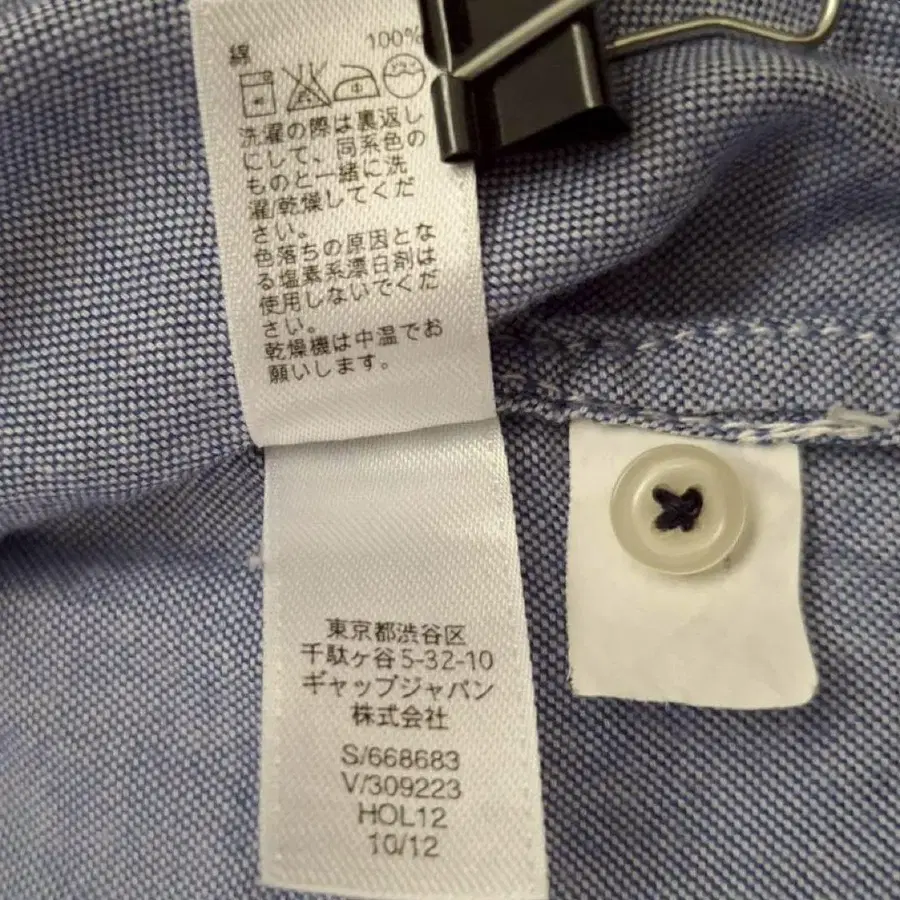 綿 100%
中
洗濯の際は裏返し
にして、同系色の
ものと一緒に洗
濯/乾燥してくだ
さい。
色落ちの原因とな
る塩素系漂白剤は
使用しないでくだ
さい。
乾燥機は中温でお
願いします。
東京都渋谷区
千駄ヶ谷5-32-10
ギャップジャパン
株式会社
S/668683
V/309223
HOL12
10/12